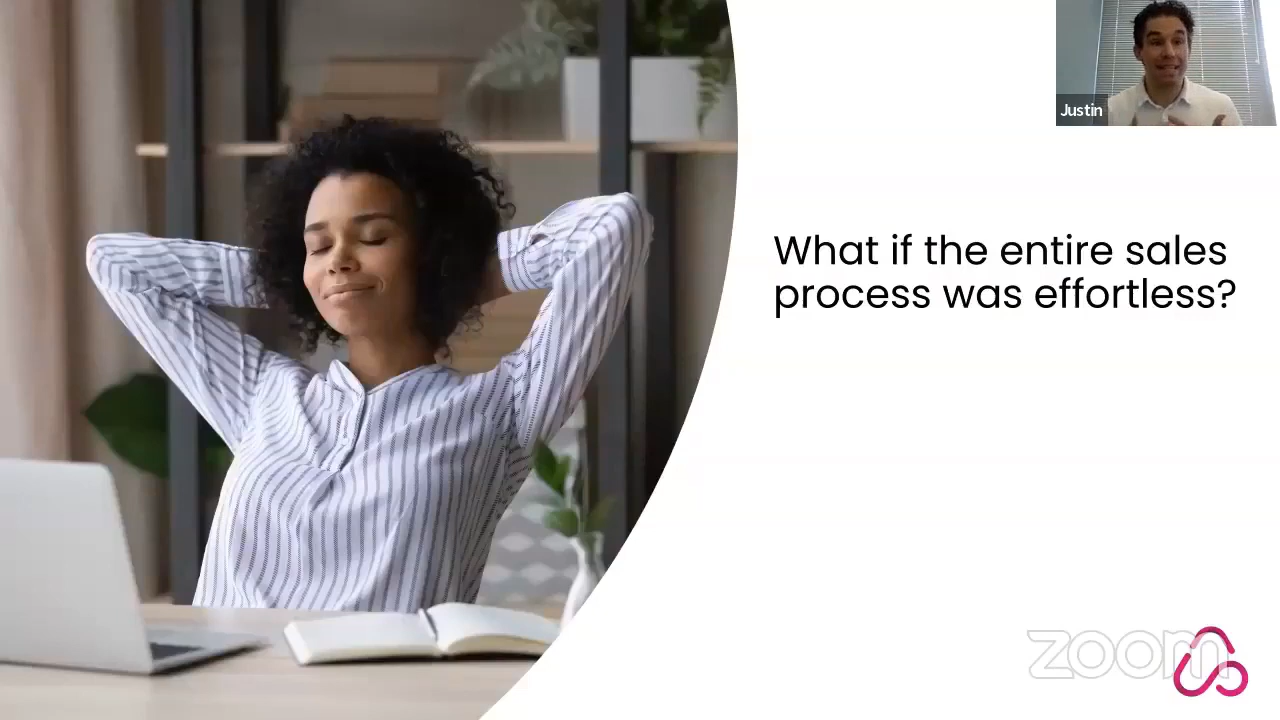 Justin
What if the entire sales
process was effortless?
zoom